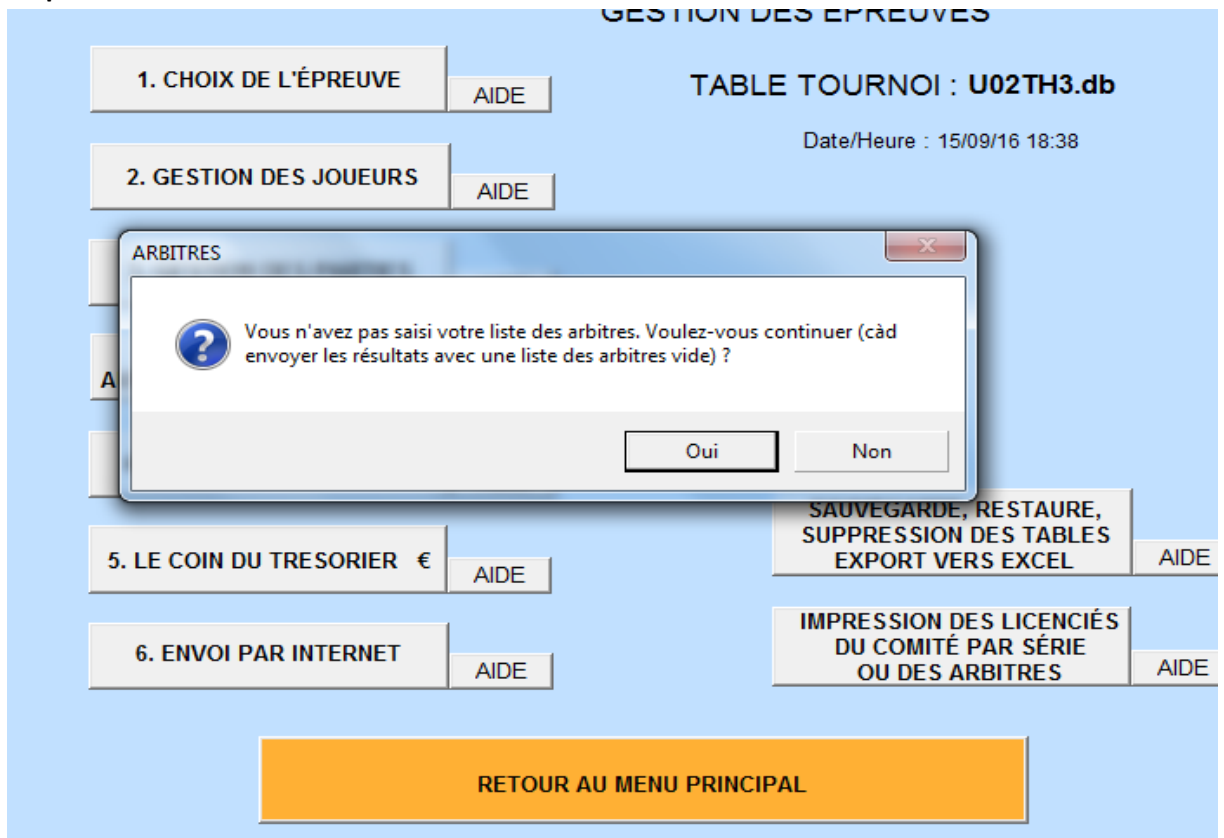 GESTION DES EPREUVES
1. CHOIX DE L'ÉPREUVE
AIDE
TABLE TOURNOI : U02TH3.db
Date/Heure : 15/09/16 18:38
2. GESTION DES JOUEURS
AIDE
ARBITRES
Vous n'avez pas saisi votre liste des arbitres. Voulez-vous continuer (càd
envoyer les résultats avec une liste des arbitres vide) ?
A
Oui
Non
5. LE COIN DU TRESORIER €
AIDE
SAUVEGARDE, RESTAURE,
SUPPRESSION DES TABLES
EXPORT VERS EXCEL
AIDE
6. ENVOI PAR INTERNET
AIDE
IMPRESSION DES LICENCIÉS
DU COMITÉ PAR SÉRIE
OU DES ARBITRES
AIDE
RETOUR AU MENU PRINCIPAL